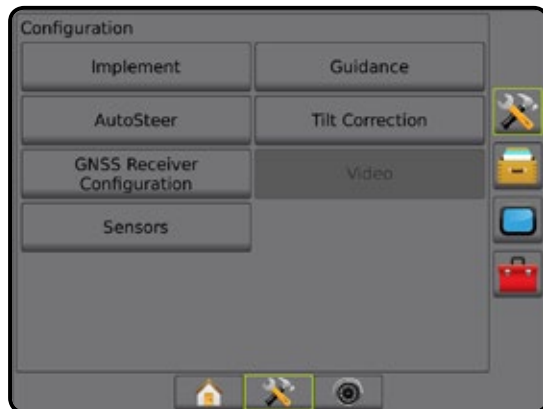 Configuration
Implement
Guidance
AutoSteer
Tilt Correction
GNSS Receiver
Configuration
Video
Sensors